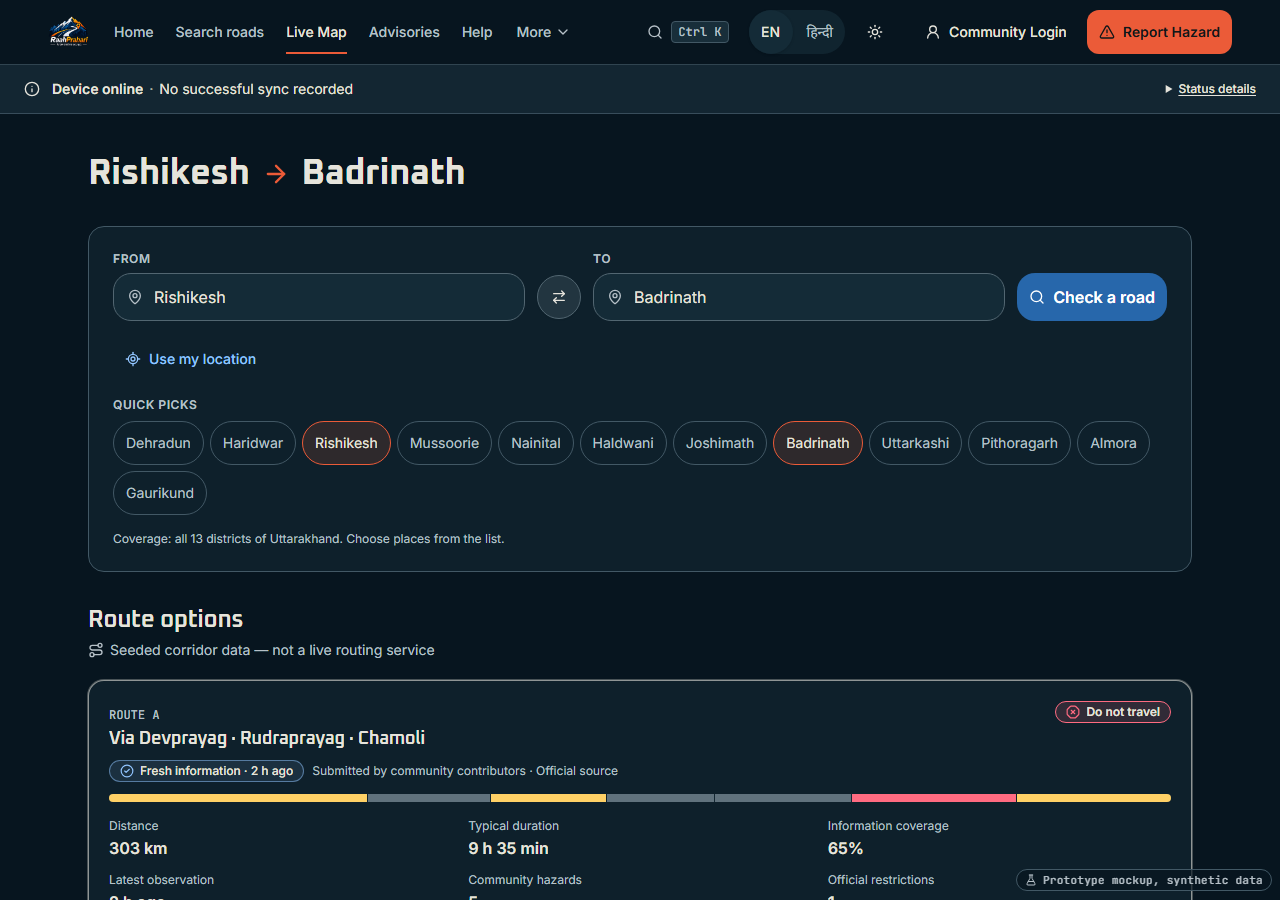 RaahPrahari
Home Search roads Live Map Advisories Help More Ctrl K EN हिन्दी Community Login Report Hazard
Device online · No successful sync recorded Status details
Rishikesh → Badrinath
FROM TO
Rishikesh Badrinath Check a road
Use my location
QUICK PICKS
Dehradun Haridwar Rishikesh Mussoorie Nainital Haldwani Joshimath Badrinath Uttarkashi Pithoragarh Almora
Gaurikund
Coverage: all 13 districts of Uttarakhand. Choose places from the list.
Route options
Seeded corridor data — not a live routing service
ROUTE A Do not travel
Via Devprayag · Rudraprayag · Chamoli
Fresh information · 2 h ago Submitted by community contributors · Official source
Distance Typical duration Information coverage
303 km 9 h 35 min 65%
Latest observation Community hazards Official restrictions
Prototype mockup, synthetic data